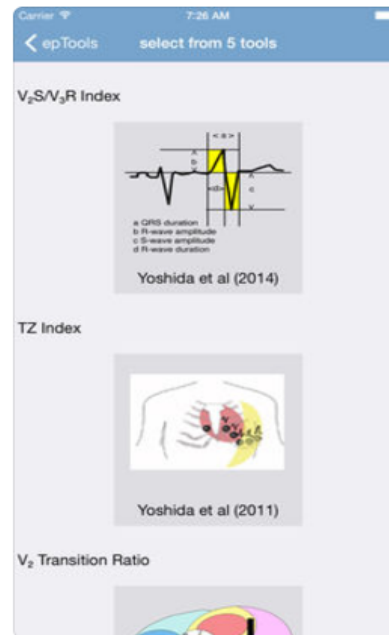 Carrier 7:26 AM
epTools select from 5 tools
V₂S/V₃R Index
< a >
b
<d>
c
a QRS duration
b R-wave amplitude
c S-wave amplitude
d R-wave duration
Yoshida et al (2014)
TZ Index
Yoshida et al (2011)
V₂ Transition Ratio